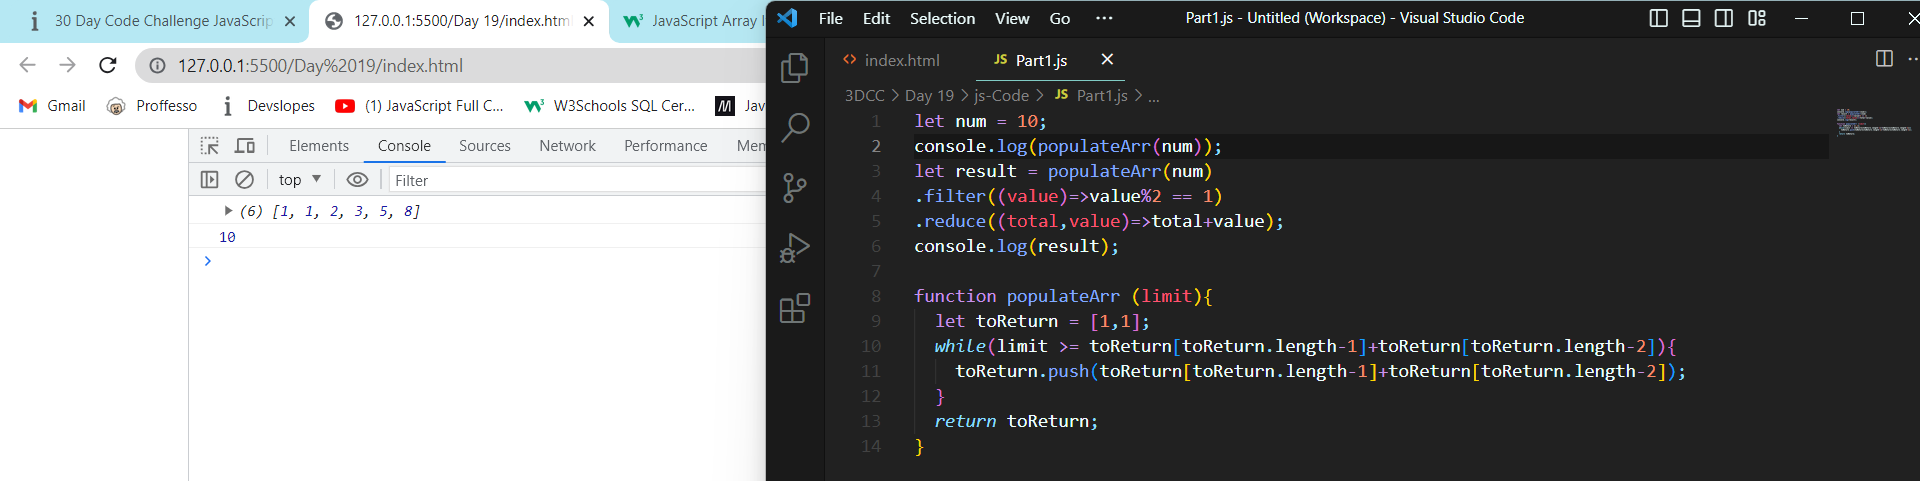 30 Day Code Challenge JavaScrip
127.0.0.1:5500/Day 19/index.htm
JavaScript Array I
127.0.0.1:5500/Day%2019/index.html
Gmail Proffesso Devslopes (1) JavaScript Full C... W3Schools SQL Cer... Jav
Elements Console Sources Network Performance Mem
top Filter
(6) [1, 1, 2, 3, 5, 8]
10
File Edit Selection View Go ··· Part1.js - Untitled (Workspace) - Visual Studio Code
index.html JS Part1.js
3DCC > Day 19 > js-Code > JS Part1.js > ...
1 let num = 10;
2 console.log(populateArr(num));
3 let result = populateArr(num)
4 .filter((value)=>value%2 == 1)
5 .reduce((total,value)=>total+value);
6 console.log(result);
7
8 function populateArr (limit){
9 let toReturn = [1,1];
10 while(limit >= toReturn[toReturn.length-1]+toReturn[toReturn.length-2]){
11 toReturn.push(toReturn[toReturn.length-1]+toReturn[toReturn.length-2]);
12 }
13 return toReturn;
14 }